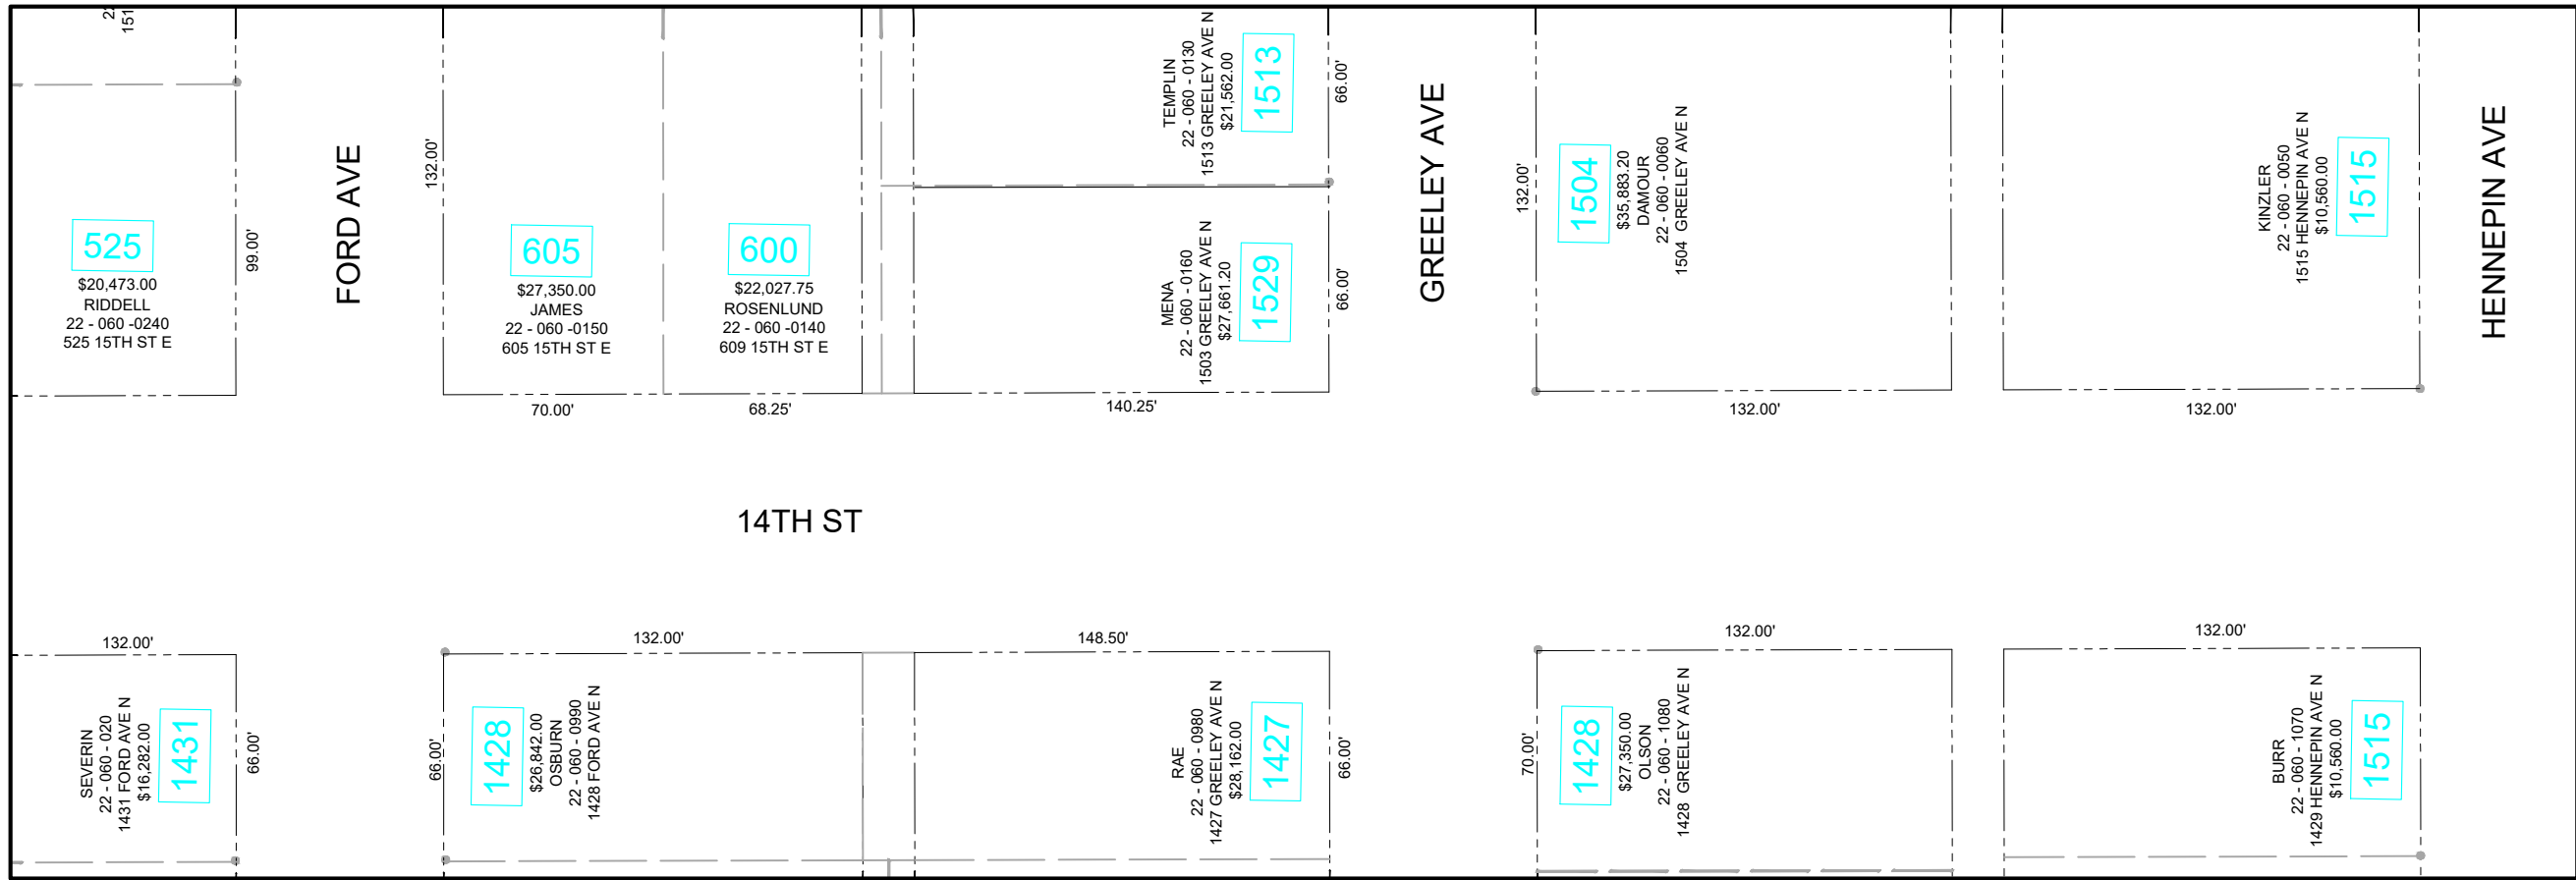 2
151
525
$20,473.00
RIDDELL
22 - 060 -0240
525 15TH ST E
99.00'
FORD AVE
132.00'
605
$27,350.00
JAMES
22 - 060 -0150
605 15TH ST E
70.00'
600
$22,027.75
ROSENLUND
22 - 060 -0140
609 15TH ST E
68.25'
TEMPLIN
22 - 060 - 0130
1513 GREELEY AVE N
$21,562.00
1513
66.00'
MENA
22 - 060 - 0160
1503 GREELEY AVE N
$27,661.20
1529
66.00'
140.25'
GREELEY AVE
132.00'
1504
$35,883.20
DAMOUR
22 - 060 - 0060
1504 GREELEY AVE N
132.00'
KINZLER
22 - 060 - 0050
1515 HENNEPIN AVE N
$10,560.00
1515
132.00'
HENNEPIN AVE
14TH ST
132.00'
SEVERIN
22 - 060 - 020
1431 FORD AVE N
$16,282.00
1431
66.00'
132.00'
66.00'
1428
$26,842.00
OSBURN
22 - 060 - 0990
1428 FORD AVE N
148.50'
RAE
22 - 060 - 0980
1427 GREELEY AVE N
$28,162.00
1427
66.00'
132.00'
70.00'
1428
$27,350.00
OLSON
22 - 060 - 1080
1428 GREELEY AVE N
132.00'
BURR
22 - 060 - 1070
1429 HENNEPIN AVE N
$10,560.00
1515